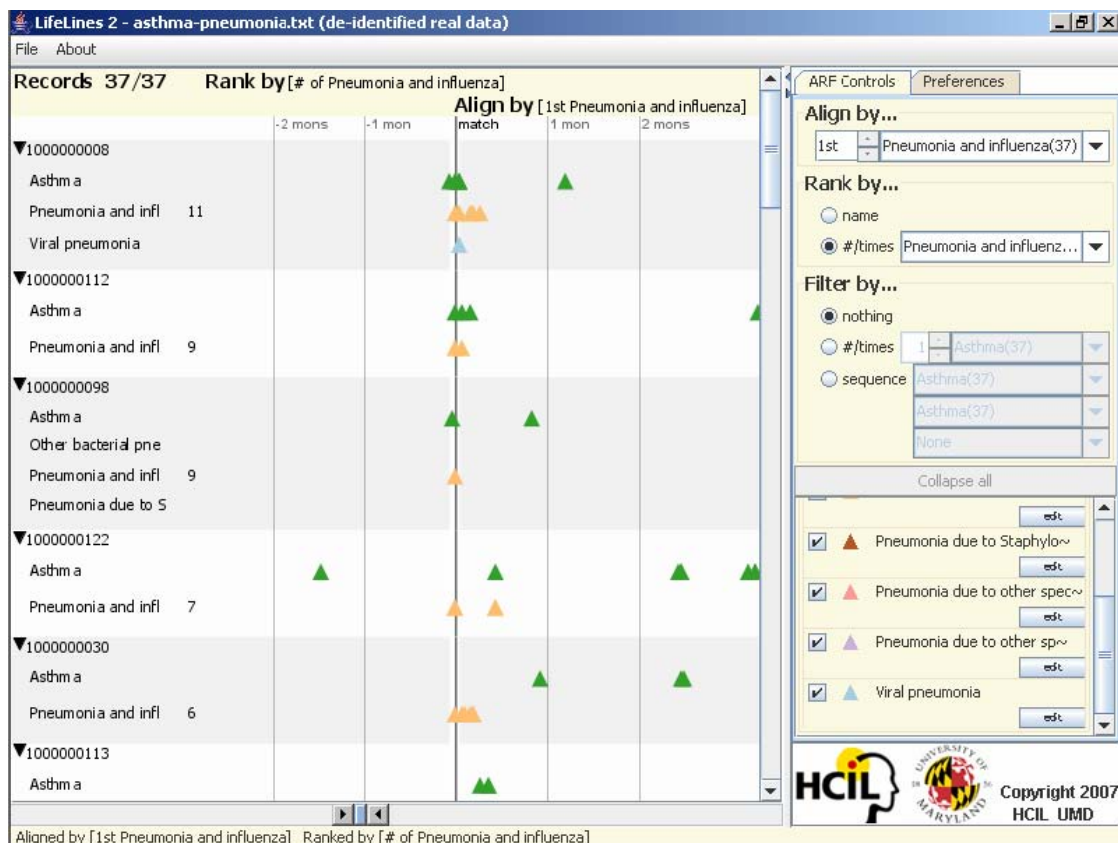 LifeLines 2 - asthma-pneumonia.txt (de-identified real data)
File About
Records 37/37 Rank by [# of Pneumonia and influenza]
Align by [1st Pneumonia and influenza]
-2 mons -1 mon match 1 mon 2 mons
1000000008
Asthma
Pneumonia and infl 11
Viral pneumonia
1000000112
Asthma
Pneumonia and infl 9
1000000098
Asthma
Other bacterial pne
Pneumonia and infl 9
Pneumonia due to S
1000000122
Asthma
Pneumonia and infl 7
1000000030
Asthma
Pneumonia and infl 6
1000000113
Asthma
Aligned by [1st Pneumonia and influenza] Ranked by [# of Pneumonia and influenza]
ARF Controls Preferences
Align by...
1st Pneumonia and influenza(37)
Rank by...
name
#/times Pneumonia and influenz...
Filter by...
nothing
#/times 1 Asthma(37)
sequence Asthma(37)
Asthma(37)
None
Collapse all
edit
Pneumonia due to Staphylo~
edit
Pneumonia due to other spec~
edit
Pneumonia due to other sp~
edit
Viral pneumonia
edit
HCIL
UNIVERSITY OF
18 56
MARYLAND
Copyright 2007
HCIL UMD